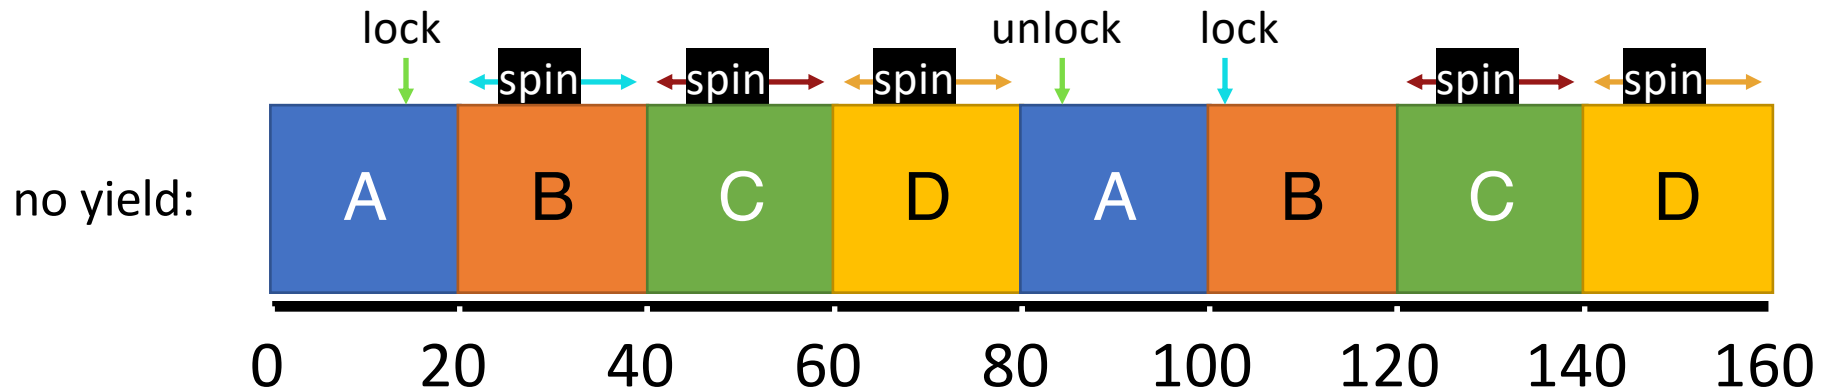 lock unlock lock
spin spin spin spin spin
no yield: A B C D A B C D
0 20 40 60 80 100 120 140 160